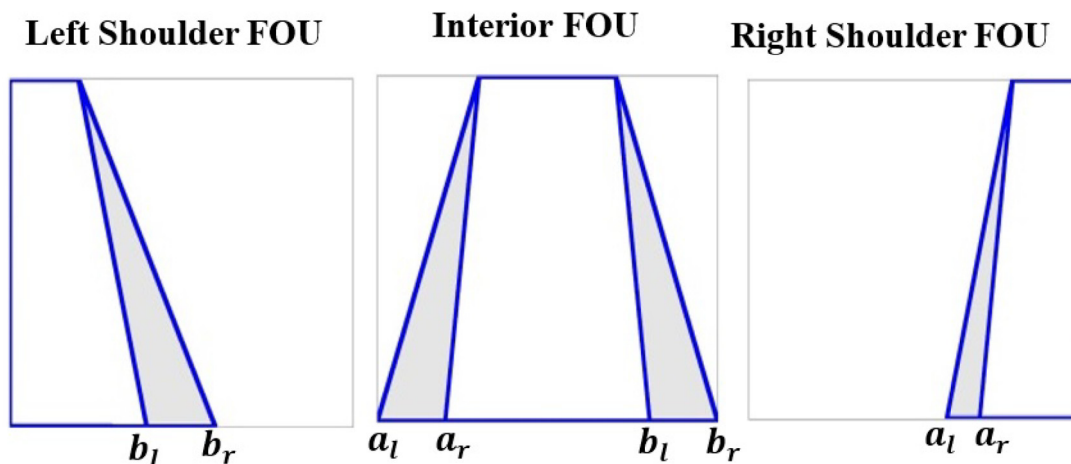 Left Shoulder FOU
Interior FOU
Right Shoulder FOU
b_l b_r
a_l a_r b_l b_r
a_l a_r